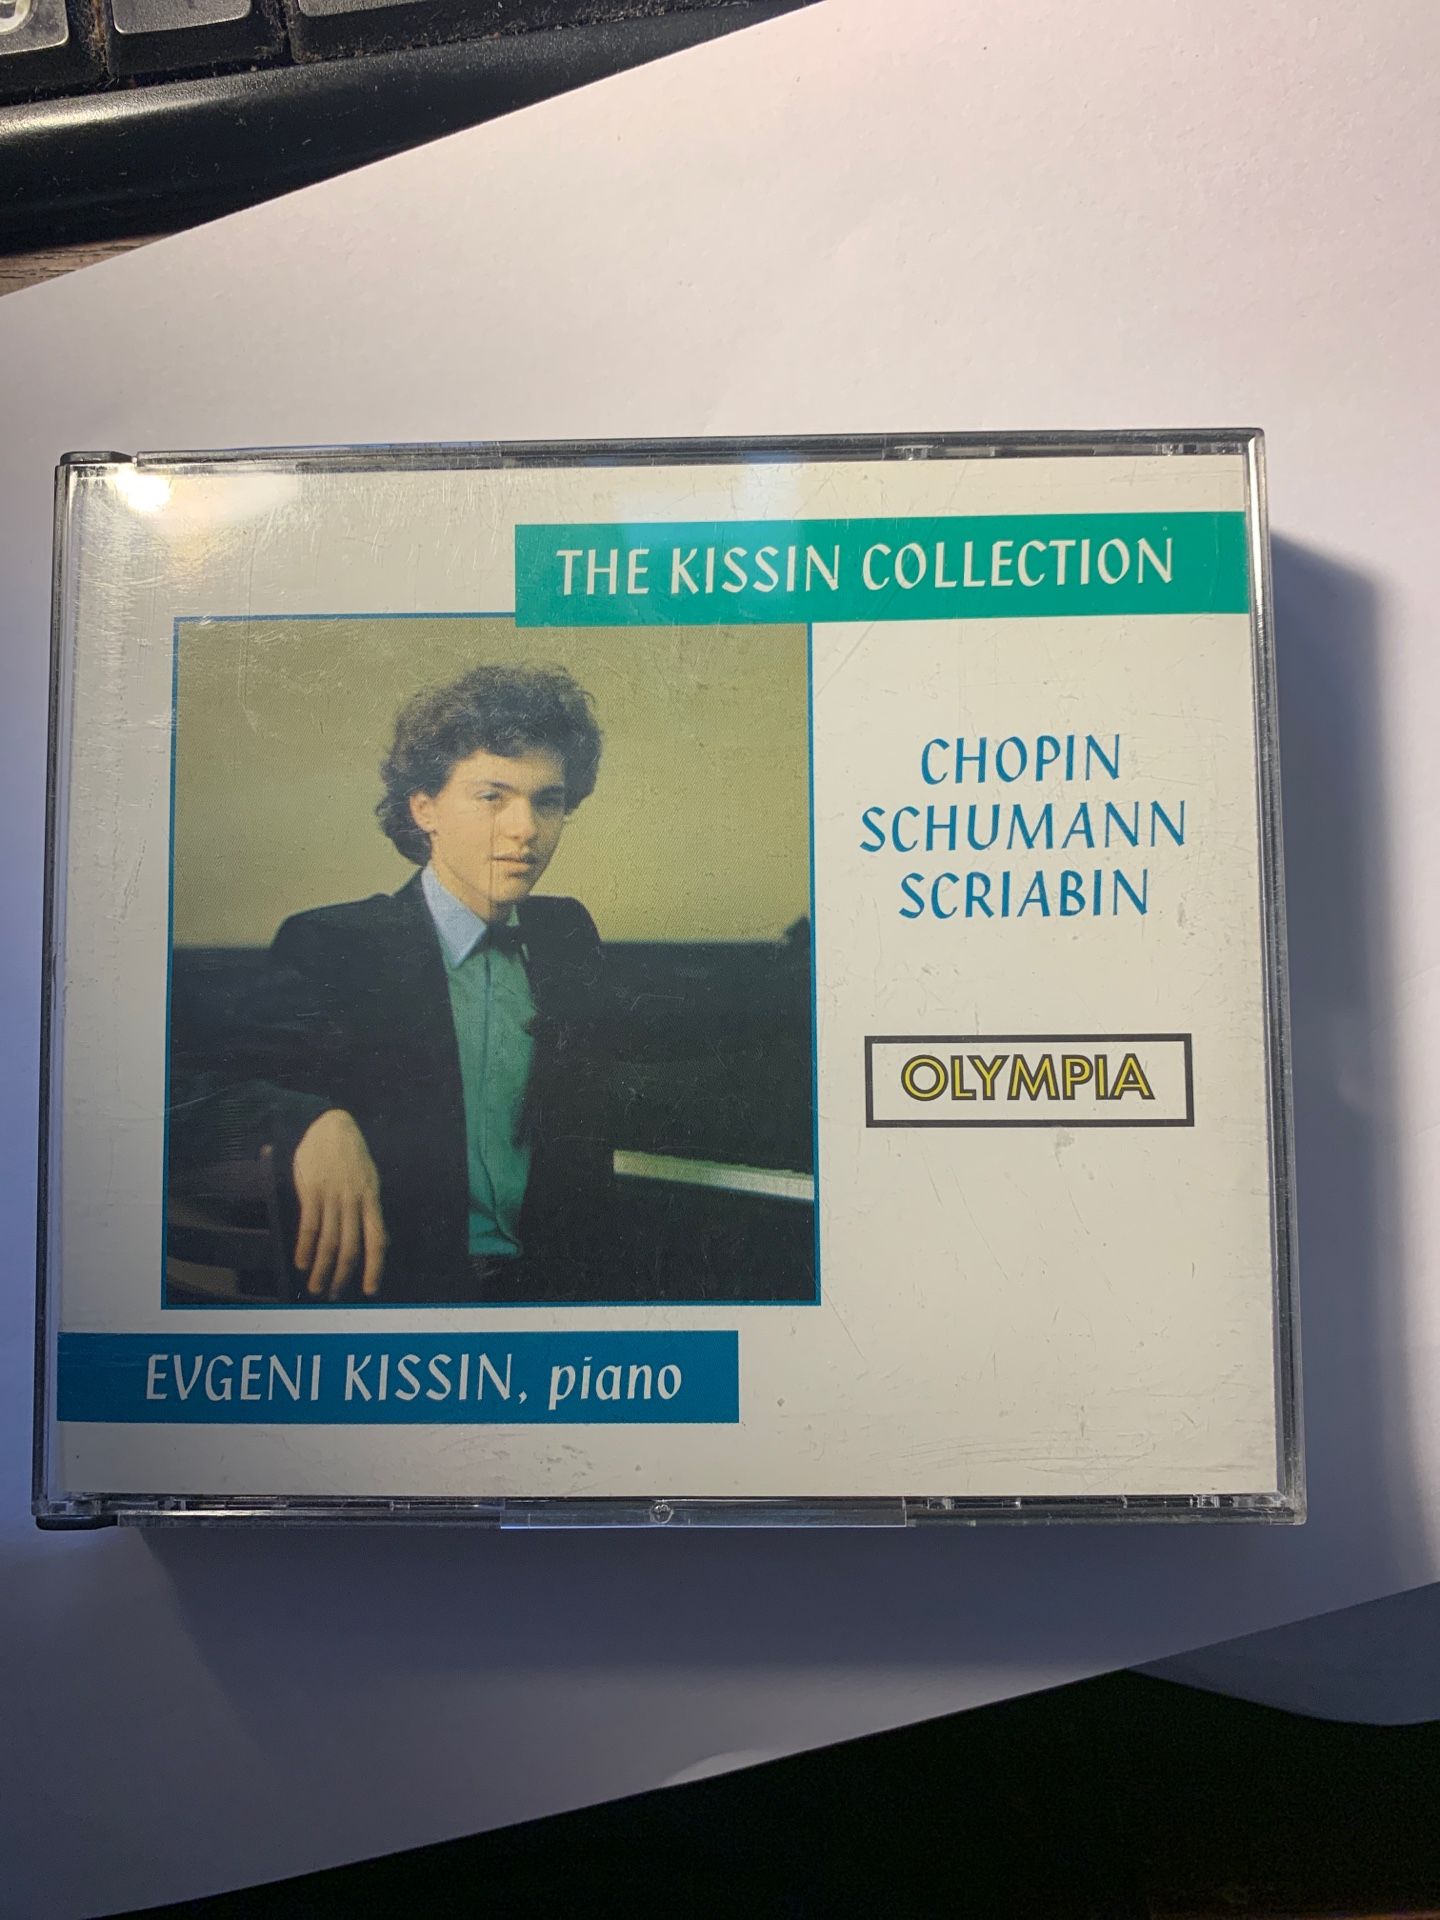 THE KISSIN COLLECTION
CHOPIN
SCHUMANN
SCRIABIN
OLYMPIA
EVGENI KISSIN, piano